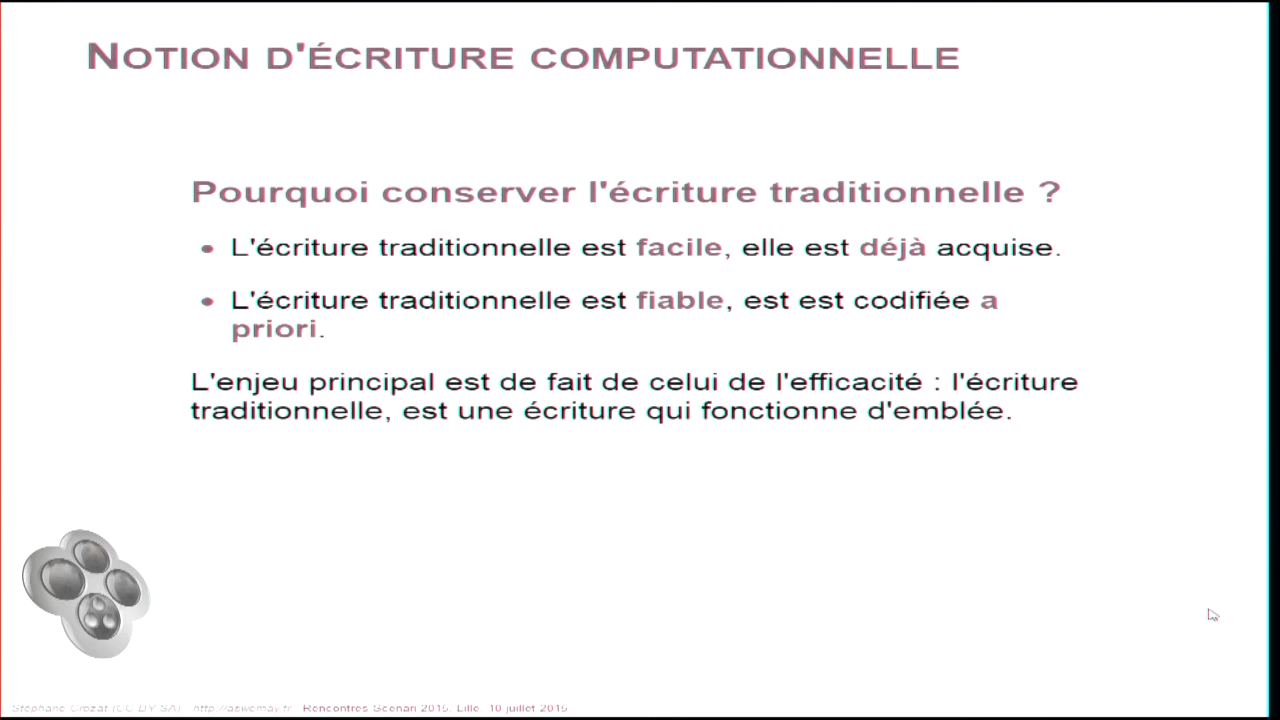 NOTION D'ÉCRITURE COMPUTATIONNELLE
Pourquoi conserver l'écriture traditionnelle ?
• L'écriture traditionnelle est facile, elle est déjà acquise.
• L'écriture traditionnelle est fiable, est est codifiée a
priori.
L'enjeu principal est de fait de celui de l'efficacité : l'écriture
traditionnelle, est une écriture qui fonctionne d'emblée.
Stéphane Crozat (CC BY SA) - http://aswemay.fr - Rencontres Scenari 2015, Lille, 10 juillet 2015